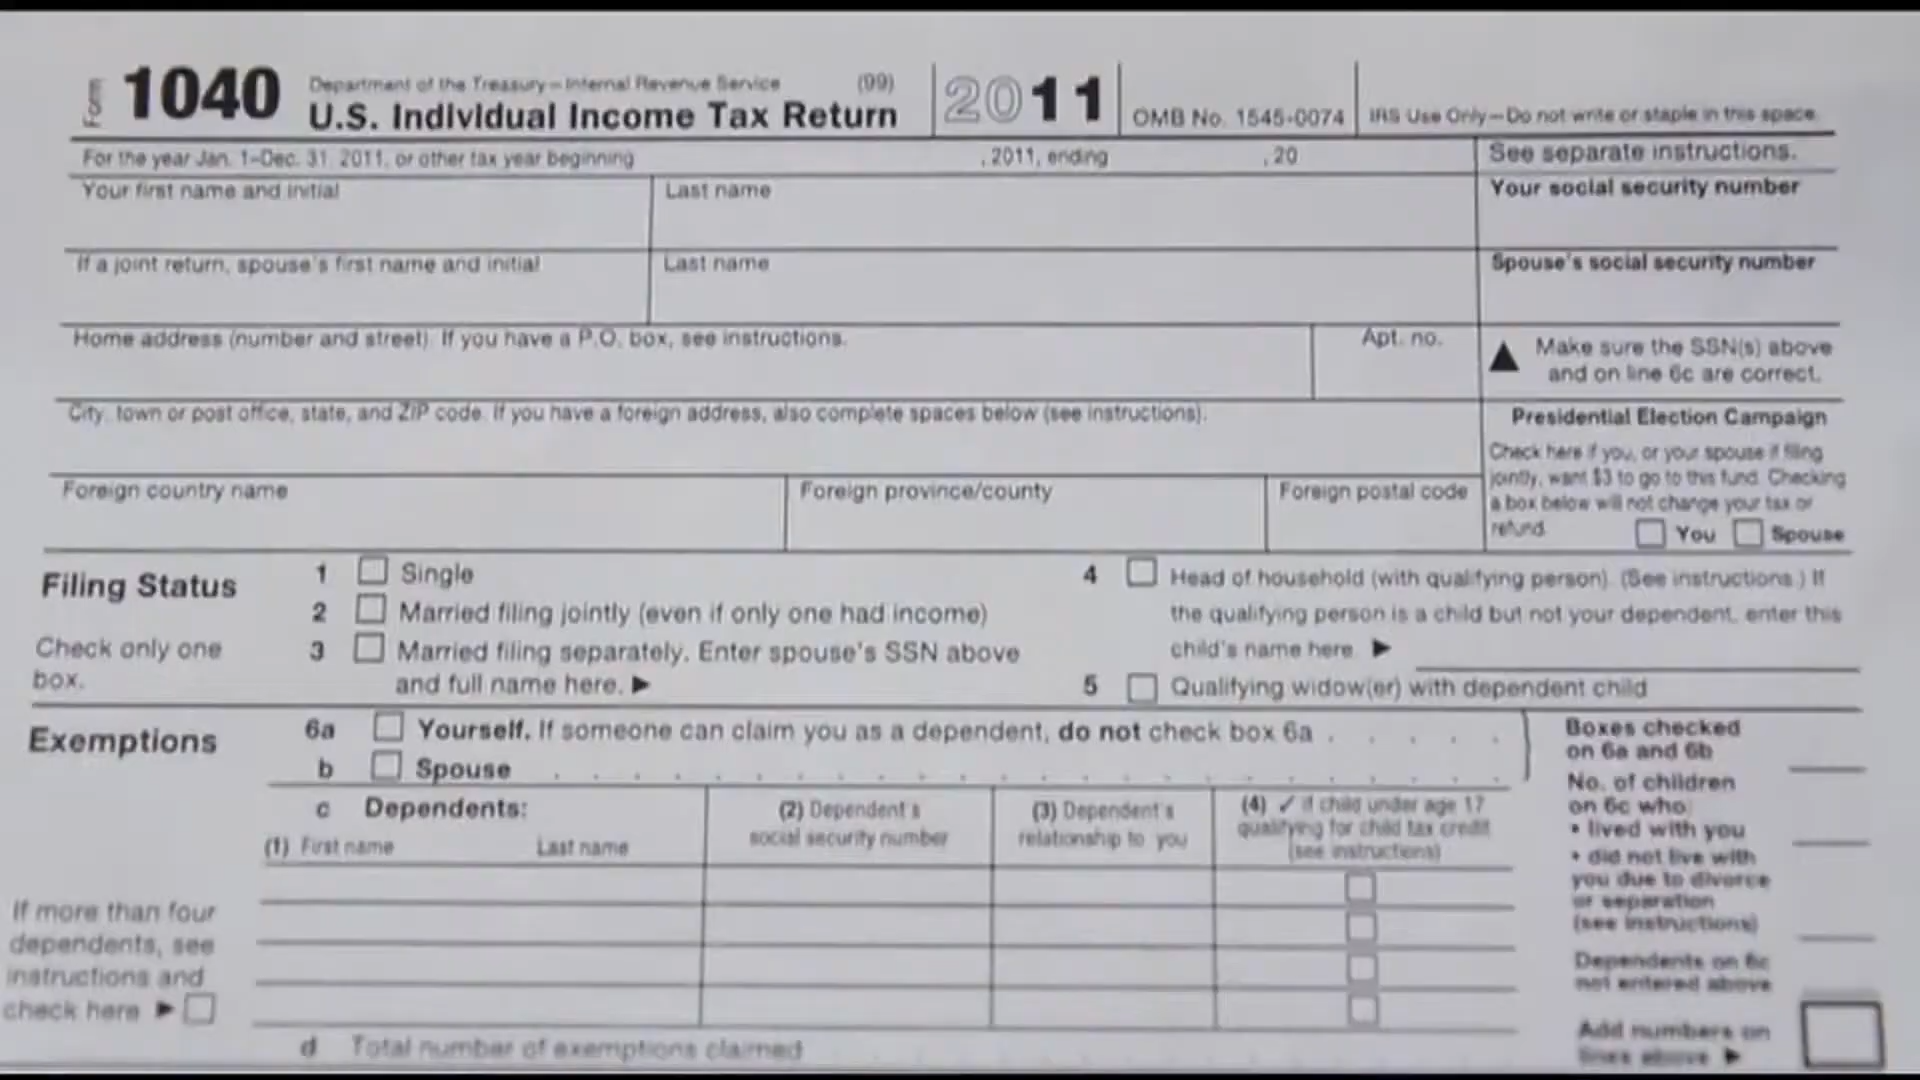 Form 1040 Department of the Treasury—Internal Revenue Service (99)
U.S. Individual Income Tax Return 2011 OMB No. 1545-0074 IRS Use Only—Do not write or staple in this space.
For the year Jan. 1–Dec. 31, 2011, or other tax year beginning , 2011, ending , 20 See separate instructions.
Your first name and initial Last name Your social security number
If a joint return, spouse's first name and initial Last name Spouse's social security number
Home address (number and street). If you have a P.O. box, see instructions. Apt. no.
▲ Make sure the SSN(s) above
and on line 6c are correct.
City, town or post office, state, and ZIP code. If you have a foreign address, also complete spaces below (see instructions).
Presidential Election Campaign
Check here if you, or your spouse if filing
jointly, want $3 to go to this fund. Checking
a box below will not change your tax or
refund. You Spouse
Foreign country name Foreign province/county Foreign postal code
Filing Status
Check only one
box.
1 Single
2 Married filing jointly (even if only one had income)
3 Married filing separately. Enter spouse's SSN above
and full name here. ▶
4 Head of household (with qualifying person). (See instructions.) If
the qualifying person is a child but not your dependent, enter this
child's name here. ▶
5 Qualifying widow(er) with dependent child
Exemptions
6a Yourself. If someone can claim you as a dependent, do not check box 6a . . . . .
b Spouse . . . . . . . . . . . . . . . . . . . . . . . .
c Dependents:
(1) First name Last name
(2) Dependent's
social security number
(3) Dependent's
relationship to you
(4) ✓ if child under age 17
qualifying for child tax credit
(see instructions)
If more than four
dependents, see
instructions and
check here ▶
d Total number of exemptions claimed
Boxes checked
on 6a and 6b
No. of children
on 6c who:
• lived with you
• did not live with
you due to divorce
or separation
(see instructions)
Dependents on 6c
not entered above
Add numbers on
lines above ▶